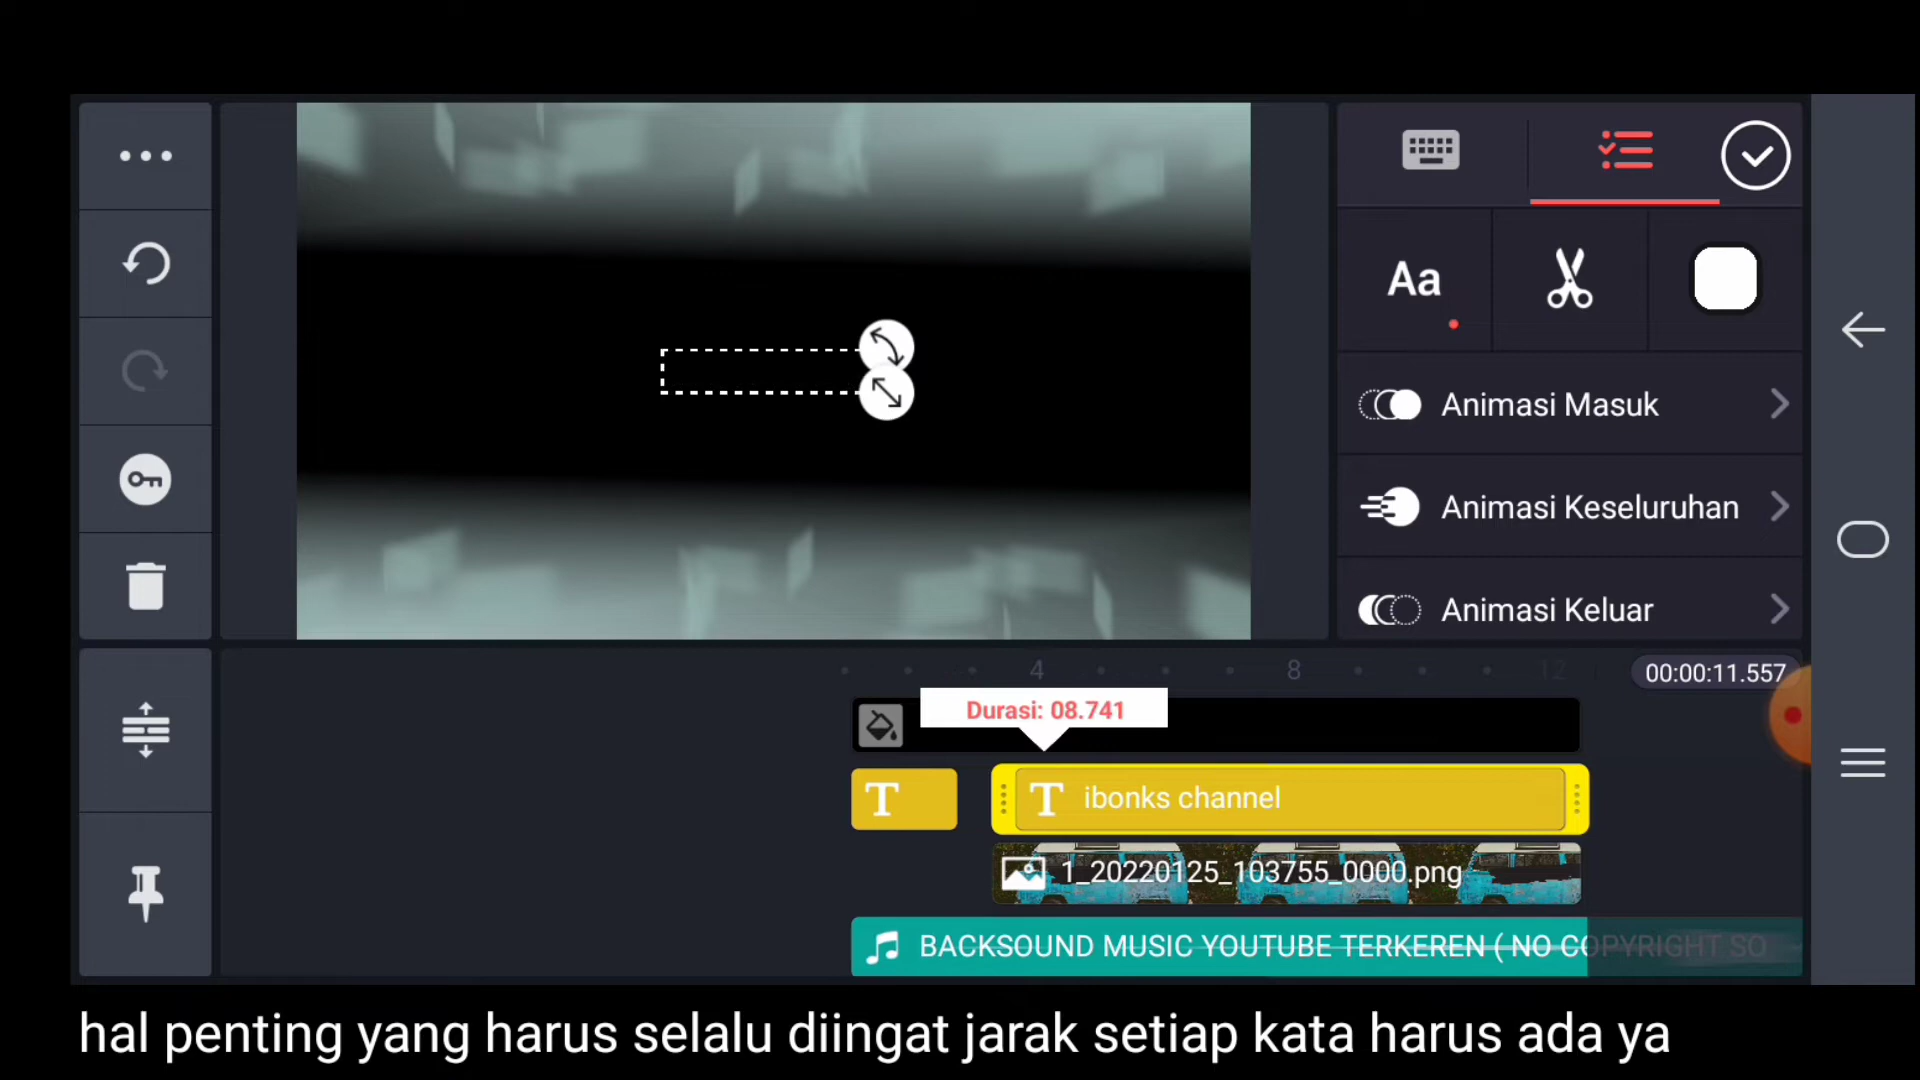 Aa
Animasi Masuk
Animasi Keseluruhan
Animasi Keluar
4
8
12
00:00:11.557
Durasi: 08.741
T
T ibonks channel
1_20220125_103755_0000.png
BACKSOUND MUSIC YOUTUBE TERKEREN ( NO COPYRIGHT SO
hal penting yang harus selalu diingat jarak setiap kata harus ada ya